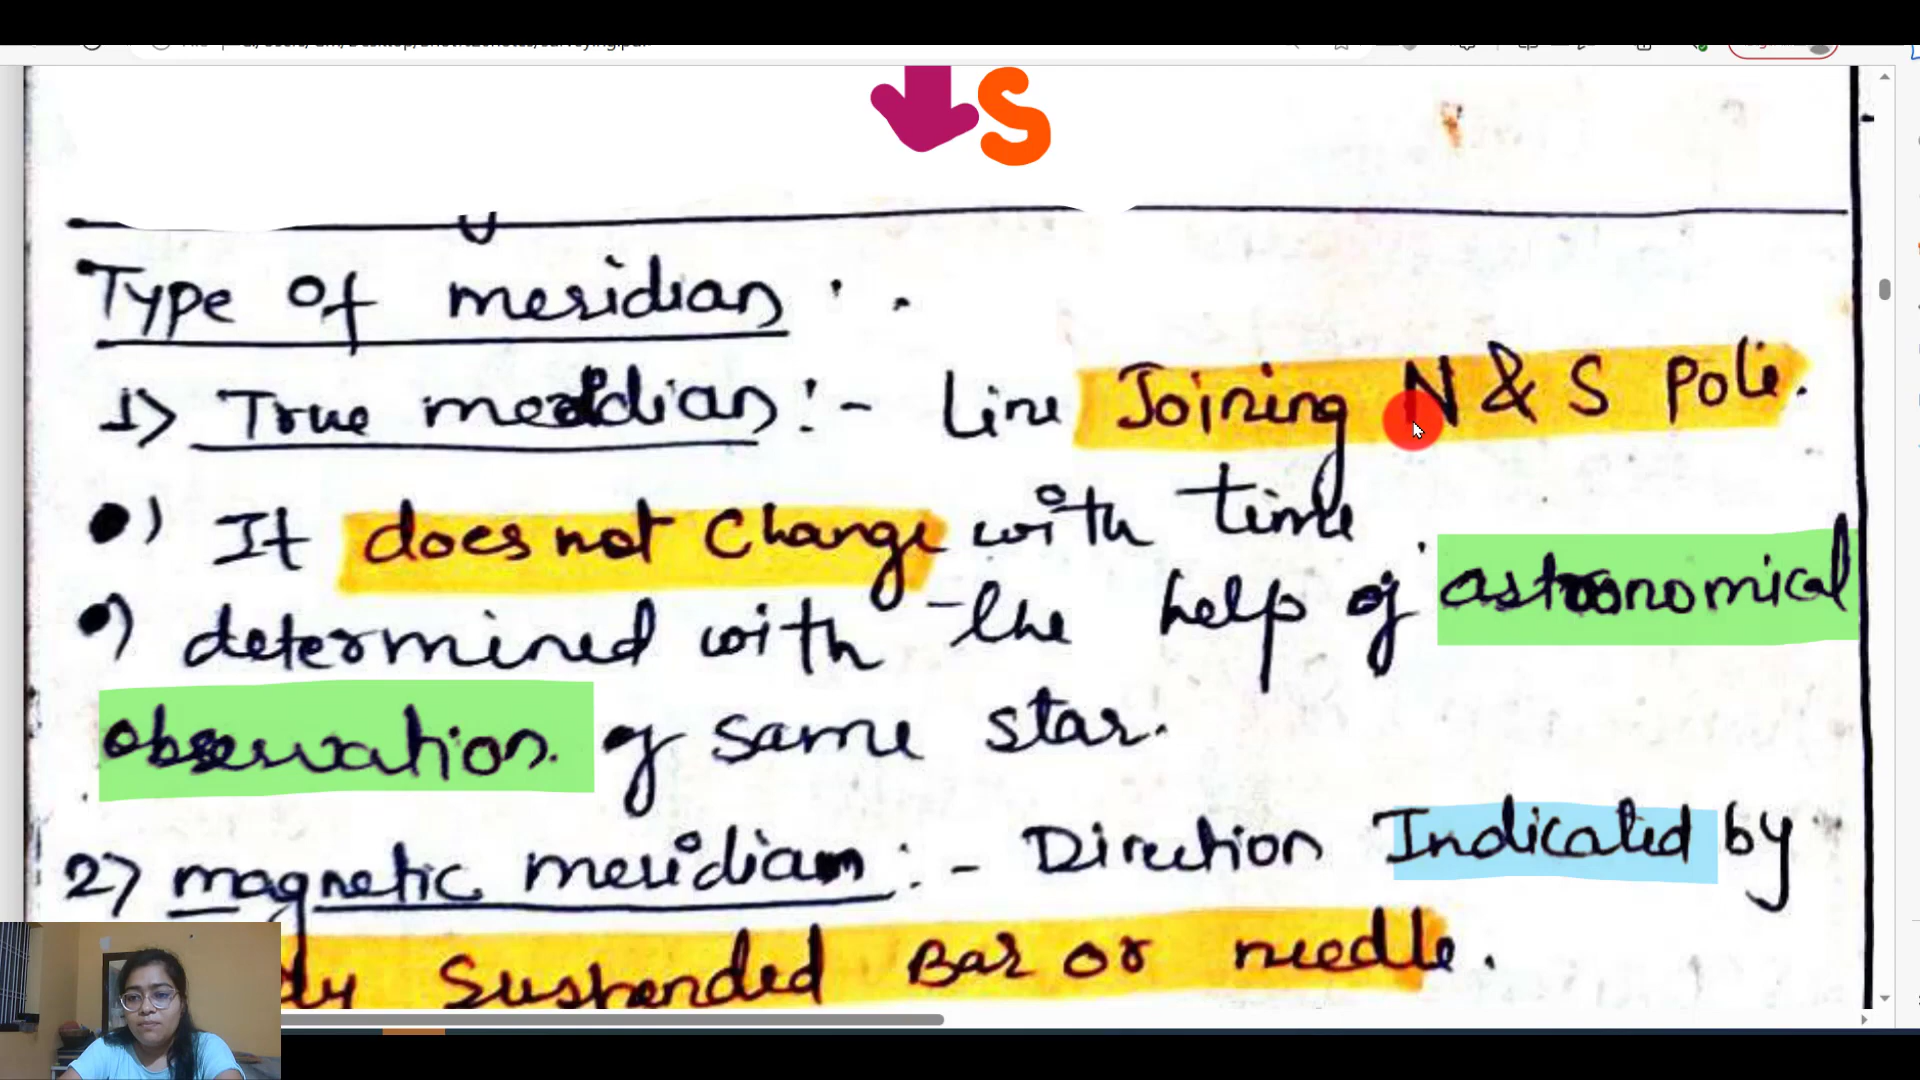 S
Type of meridian :
1) True meridian :- Line Joining N & S pole.
•) It does not Change with time.
•) determined with the help of astronomical
observation of same star.
2) magnetic meridian :- Direction Indicated by
dy Suspended Bar or needle.